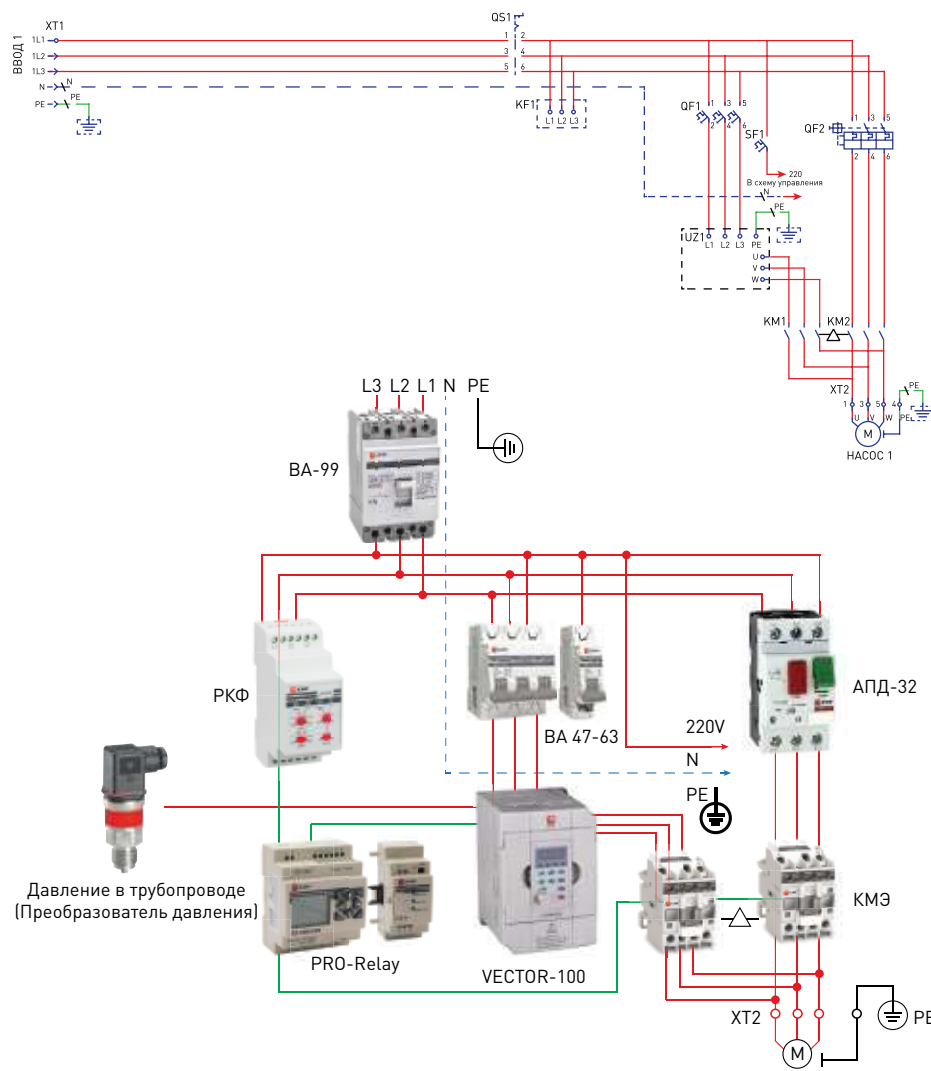 XT1
QS1
ВВОД 1
1L1
1 2
1L2
3 4
1L3
5 6
N
N
PE
KF1
L1 L2 L3
QF1
1 3 5
2 4 6
SF1
QF2
1 3 5
2 4 6
220
В схему управления
N
PE
UZ1
L1 L2 L3 PE
U
V
W
KM1
KM2
XT2
PE
1 3 5 4
U V W PE
M
НАСОС 1
L3 L2 L1 N PE
ВА-99
РКФ
ВА 47-63
АПД-32
220V
N
PE
Давление в трубопроводе
(Преобразователь давления)
PRO-Relay
VECTOR-100
КМЭ
XT2
PE
M